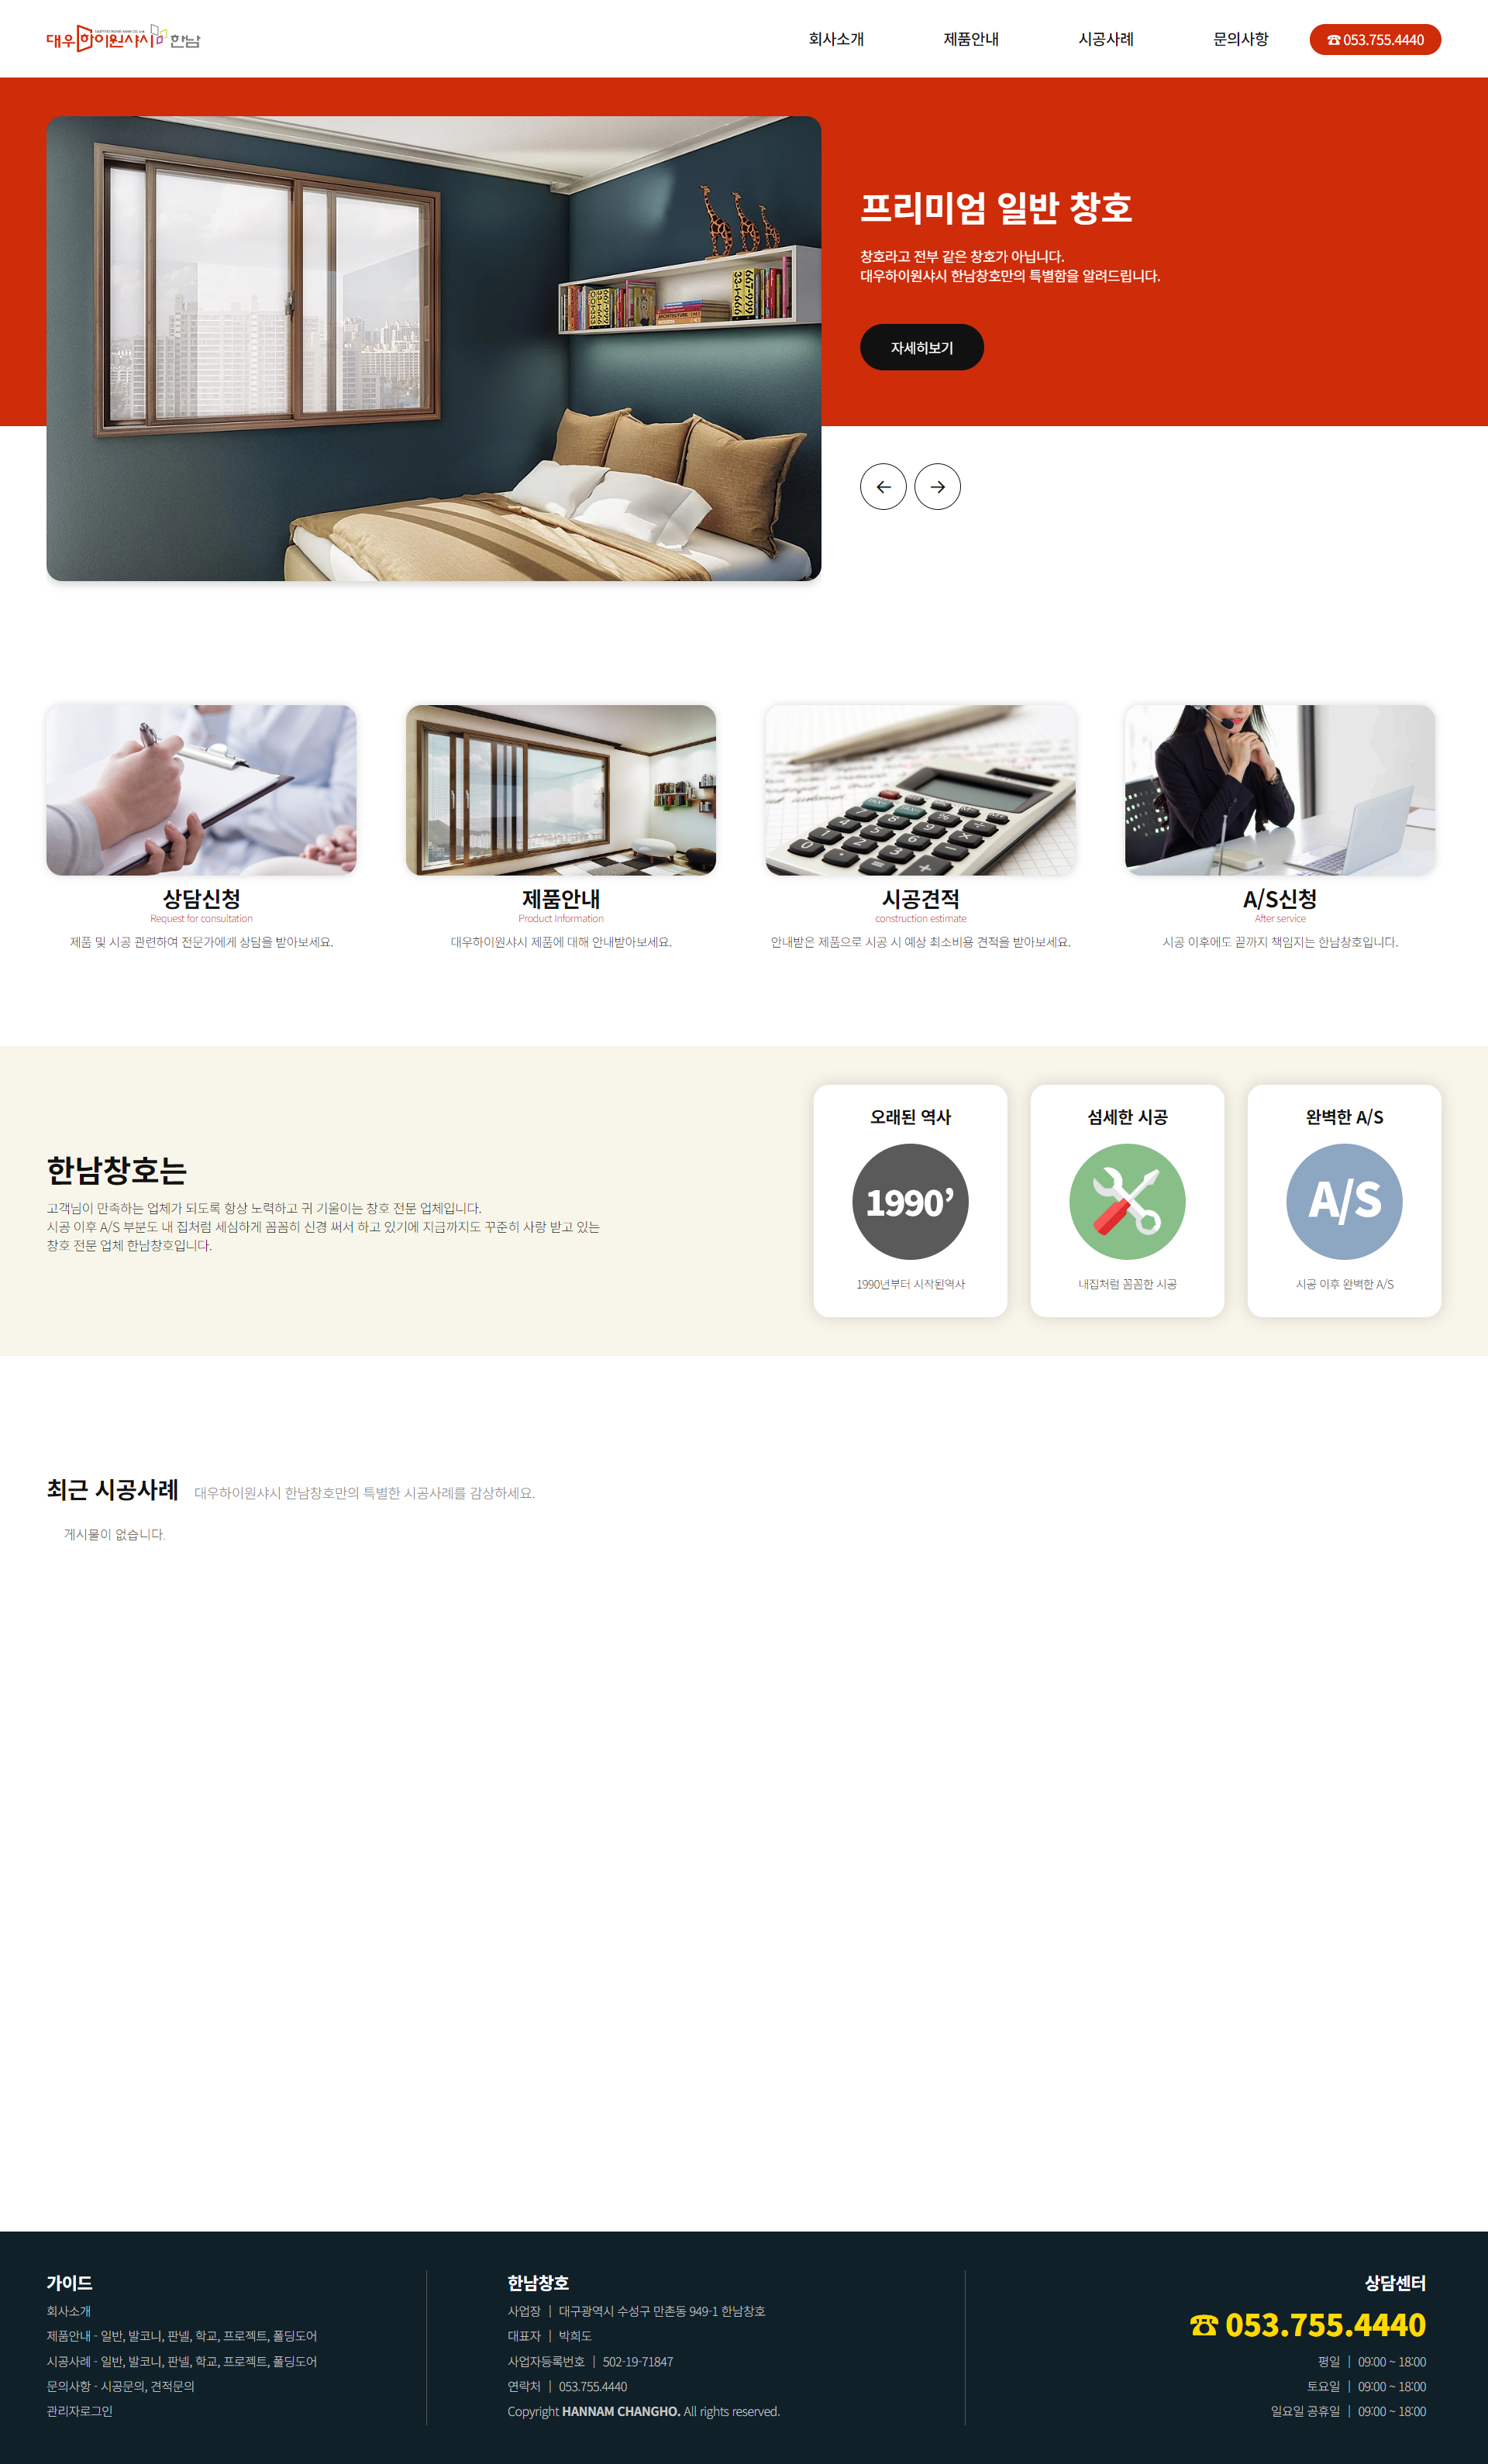 대우하이원샤시 한남
회사소개
제품안내
시공사례
문의사항
☎ 053.755.4440
프리미엄 일반 창호
창호라고 전부 같은 창호가 아닙니다.
대우하이원샤시 한남창호만의 특별함을 알려드립니다.
자세히보기
상담신청
Request for consultation
제품 및 시공 관련하여 전문가에게 상담을 받아보세요.
제품안내
Product Information
대우하이원샤시 제품에 대해 안내받아보세요.
시공견적
construction estimate
안내받은 제품으로 시공 시 예상 최소비용 견적을 받아보세요.
A/S신청
After service
시공 이후에도 끝까지 책임지는 한남창호입니다.
한남창호는
고객님이 만족하는 업체가 되도록 항상 노력하고 귀 기울이는 창호 전문 업체입니다.
시공 이후 A/S 부분도 내 집처럼 세심하게 꼼꼼히 신경 써서 하고 있기에 지금까지도 꾸준히 사랑 받고 있는
창호 전문 업체 한남창호입니다.
오래된 역사
1990’
1990년부터 시작된역사
섬세한 시공
내집처럼 꼼꼼한 시공
완벽한 A/S
A/S
시공 이후 완벽한 A/S
최근 시공사례 대우하이원샤시 한남창호만의 특별한 시공사례를 감상하세요.
게시물이 없습니다.
가이드
회사소개
제품안내 - 일반, 발코니, 판넬, 학교, 프로젝트, 폴딩도어
시공사례 - 일반, 발코니, 판넬, 학교, 프로젝트, 폴딩도어
문의사항 - 시공문의, 견적문의
관리자로그인
한남창호
사업장 | 대구광역시 수성구 만촌동 949-1 한남창호
대표자 | 박희도
사업자등록번호 | 502-19-71847
연락처 | 053.755.4440
Copyright HANNAM CHANGHO. All rights reserved.
상담센터
☎ 053.755.4440
평일 | 09:00 ~ 18:00
토요일 | 09:00 ~ 18:00
일요일 공휴일 | 09:00 ~ 18:00